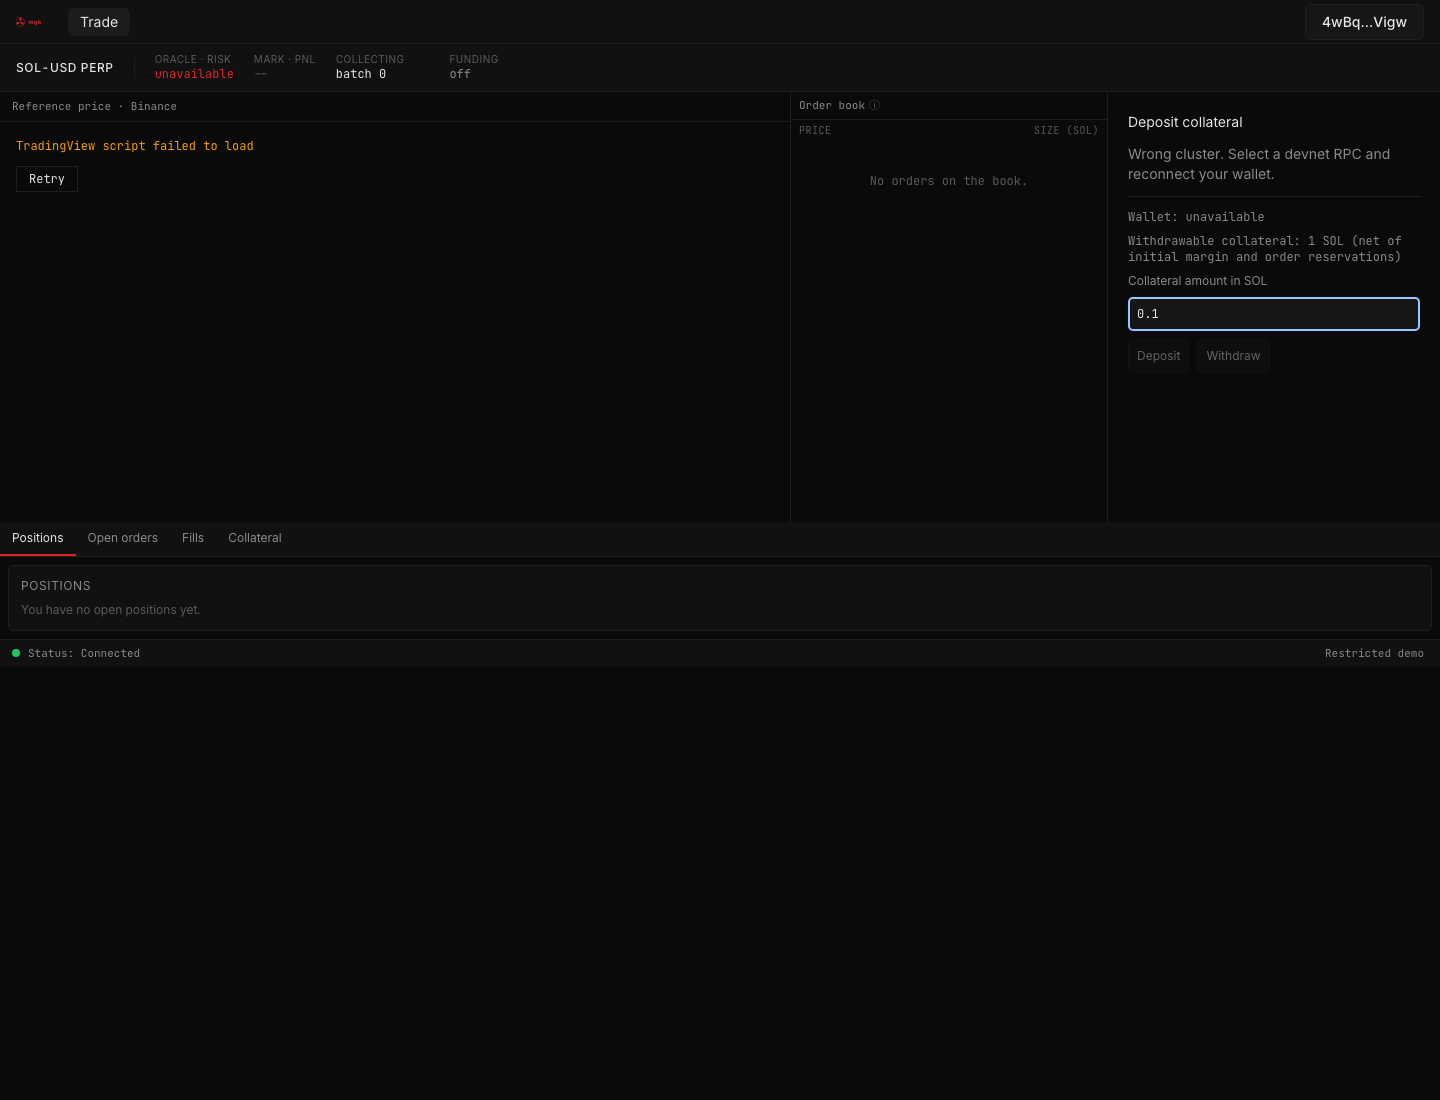 Trade
4wBq...Vigw
SOL-USD PERP
ORACLE · RISK
unavailable
MARK · PNL
——
COLLECTING
batch 0
FUNDING
off
Reference price · Binance
TradingView script failed to load
Retry
Order book ⓘ
PRICE
SIZE (SOL)
No orders on the book.
Deposit collateral
Wrong cluster. Select a devnet RPC and
reconnect your wallet.
Wallet: unavailable
Withdrawable collateral: 1 SOL (net of
initial margin and order reservations)
Collateral amount in SOL
0.1
Deposit
Withdraw
Positions
Open orders
Fills
Collateral
POSITIONS
You have no open positions yet.
Status: Connected
Restricted demo